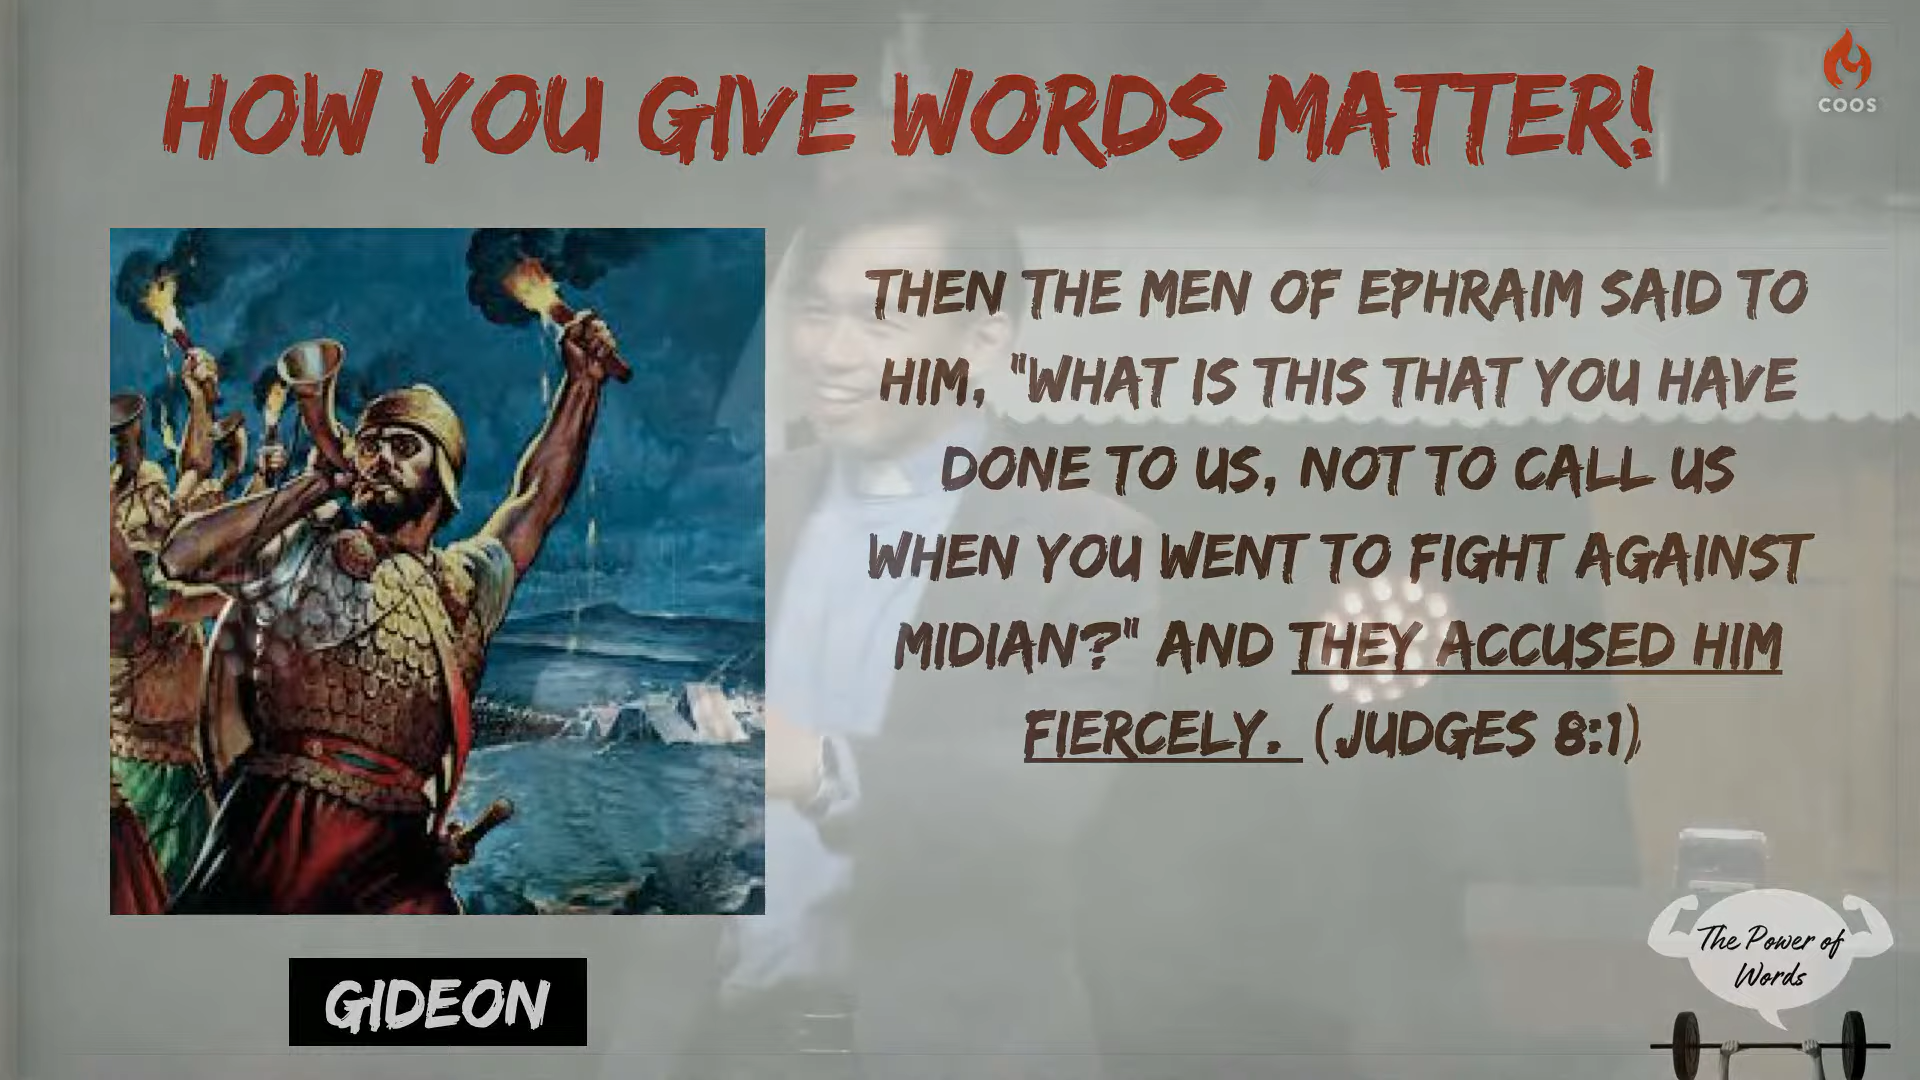 HOW YOU GIVE WORDS MATTER!
COOS
THEN THE MEN OF EPHRAIM SAID TO
HIM, "WHAT IS THIS THAT YOU HAVE
DONE TO US, NOT TO CALL US
WHEN YOU WENT TO FIGHT AGAINST
MIDIAN?" AND THEY ACCUSED HIM
FIERCELY. (JUDGES 8:1)
GIDEON
The Power of
Words